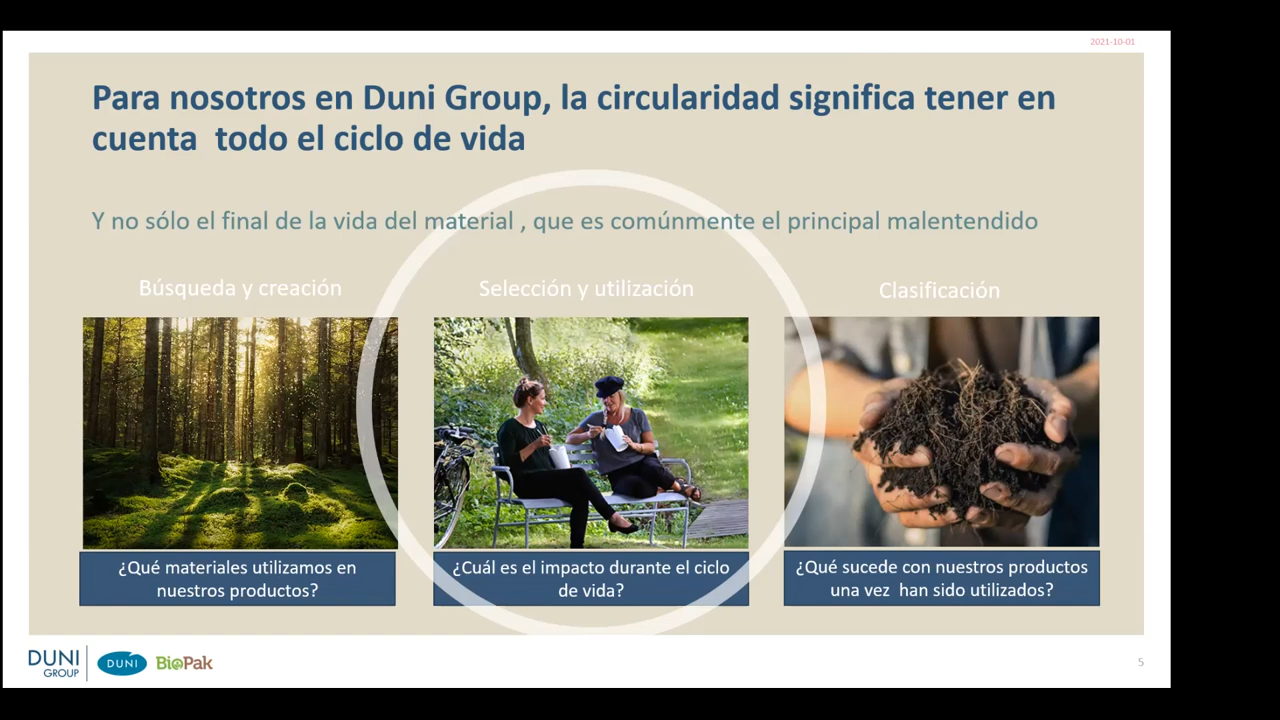 2021-10-01
Para nosotros en Duni Group, la circularidad significa tener en
cuenta  todo el ciclo de vida
Y no sólo el final de la vida del material , que es comúnmente el principal malentendido
Búsqueda y creación
Selección y utilización
Clasificación
¿Qué materiales utilizamos en
nuestros productos?
¿Cuál es el impacto durante el ciclo
de vida?
¿Qué sucede con nuestros productos
una vez  han sido utilizados?
DUNI
GROUP
DUNI
BioPak
5